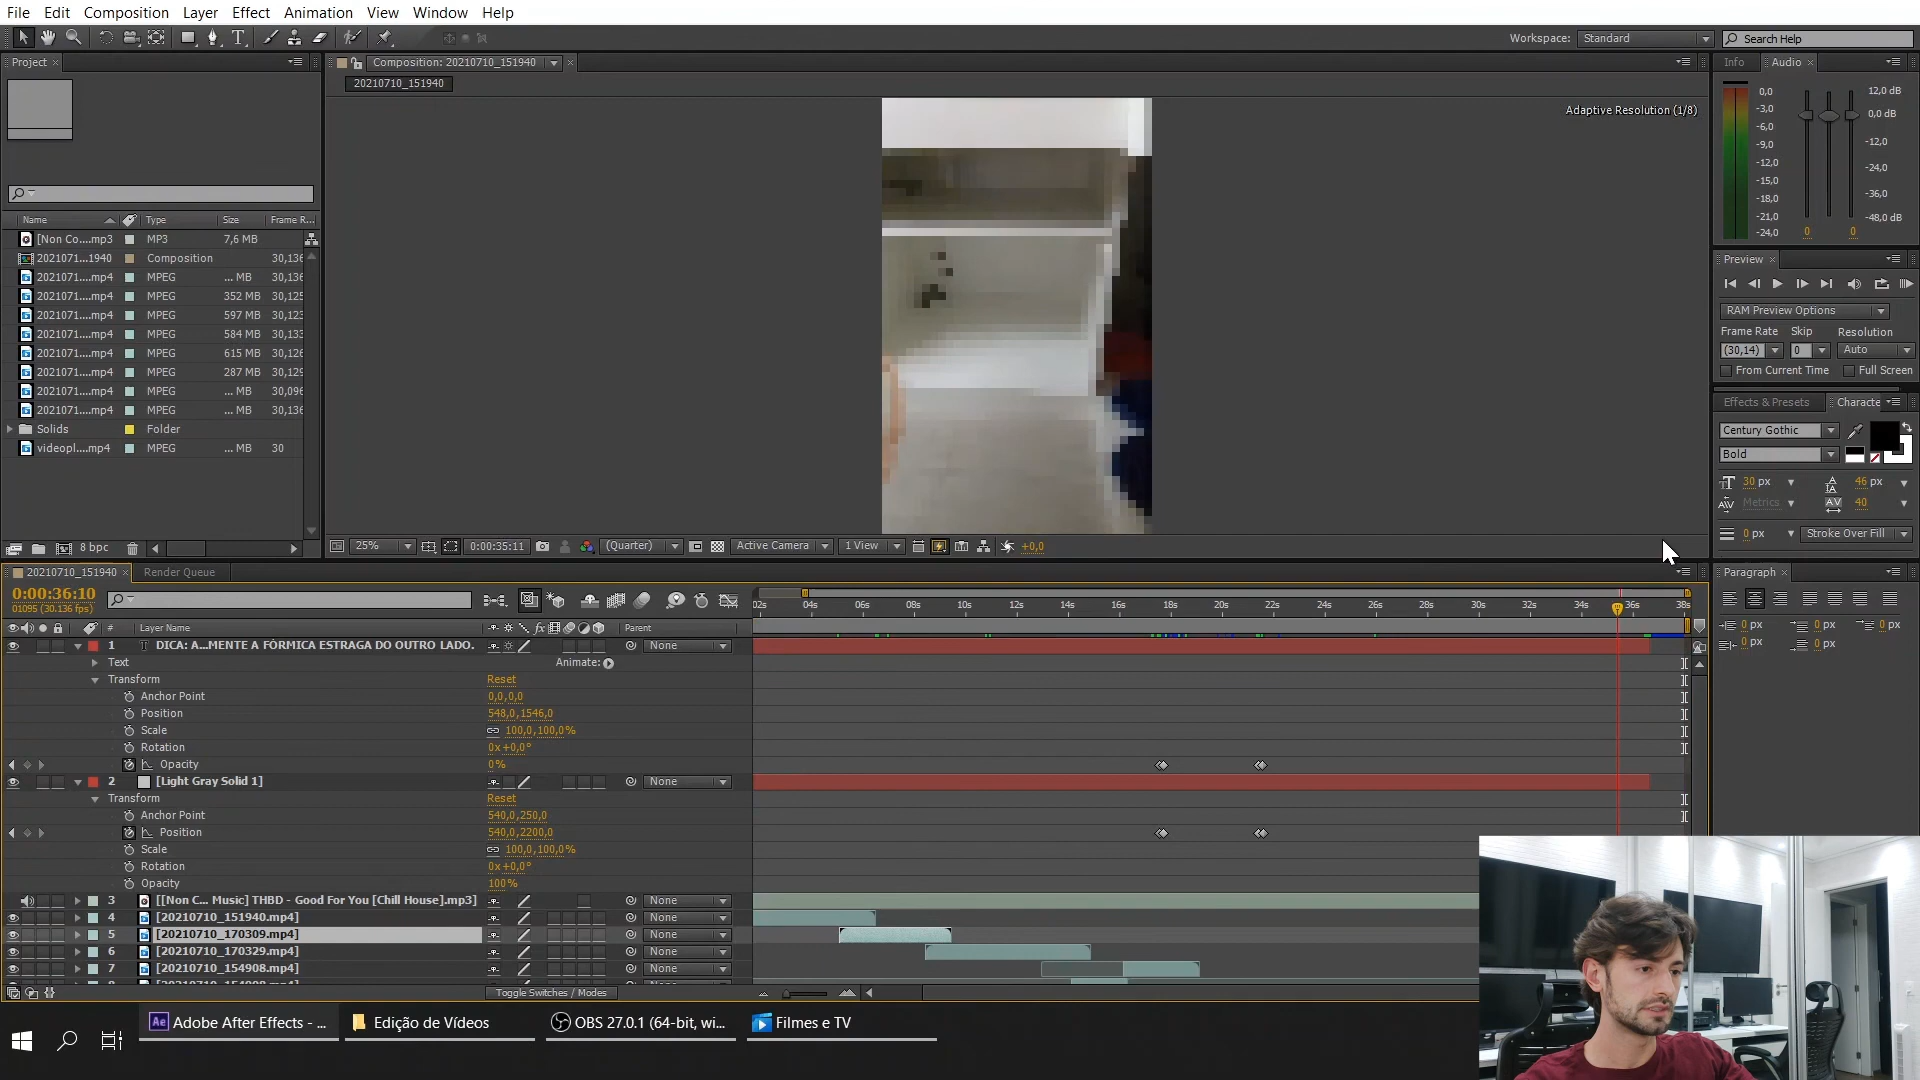 File Edit Composition Layer Effect Animation View Window Help
Workspace: Standard Search Help
Project
Composition: 20210710_151940
20210710_151940
Adaptive Resolution (1/8)
Info Audio
0,0
-3,0
-6,0
-9,0
-12,0
-15,0
-18,0
-21,0
-24,0
12,0 dB
0,0 dB
-12,0
-24,0
-36,0
-48,0 dB
0 0
Name Type Size Frame R...
[Non Co....mp3 MP3 7,6 MB
2021071...1940 Composition 30,136
2021071....mp4 MPEG ... MB 30,136
2021071....mp4 MPEG 352 MB 30,125
2021071....mp4 MPEG 597 MB 30,123
2021071....mp4 MPEG 584 MB 30,133
2021071....mp4 MPEG 615 MB 30,126
2021071....mp4 MPEG 287 MB 30,129
2021071....mp4 MPEG ... MB 30,096
2021071....mp4 MPEG ... MB 30,136
Solids Folder
videopl....mp4 MPEG ... MB 30
8 bpc
Preview
RAM Preview Options
Frame Rate Skip Resolution
(30,14) 0 Auto
From Current Time Full Screen
Effects & Presets Characte
Century Gothic
Bold
30 px 46 px
Metrics 40
0 px Stroke Over Fill
25% 0:00:35:11 (Quarter) Active Camera 1 View +0,0
20210710_151940 Render Queue
0:00:36:10
01095 (30.136 fps)
02s 04s 06s 08s 10s 12s 14s 16s 18s 20s 22s 24s 26s 28s 30s 32s 34s 36s 38s
# Layer Name Parent
1 T DICA: A...MENTE A FÓRMICA ESTRAGA DO OUTRO LADO. None
Text Animate:
Transform Reset
Anchor Point 0,0,0,0
Position 548,0,1546,0
Scale 100,0,100,0%
Rotation 0x+0,0°
Opacity 0%
2 [Light Gray Solid 1] None
Transform Reset
Anchor Point 540,0,250,0
Position 540,0,2200,0
Scale 100,0,100,0%
Rotation 0x+0,0°
Opacity 100%
3 [[Non C... Music] THBD - Good For You [Chill House].mp3] None
4 [20210710_151940.mp4] None
5 [20210710_170309.mp4] None
6 [20210710_170329.mp4] None
7 [20210710_154908.mp4] None
Toggle Switches / Modes
Paragraph
0 px 0 px 0 px
0 px 0 px
Ae Adobe After Effects - ... Edição de Vídeos OBS 27.0.1 (64-bit, wi... Filmes e TV